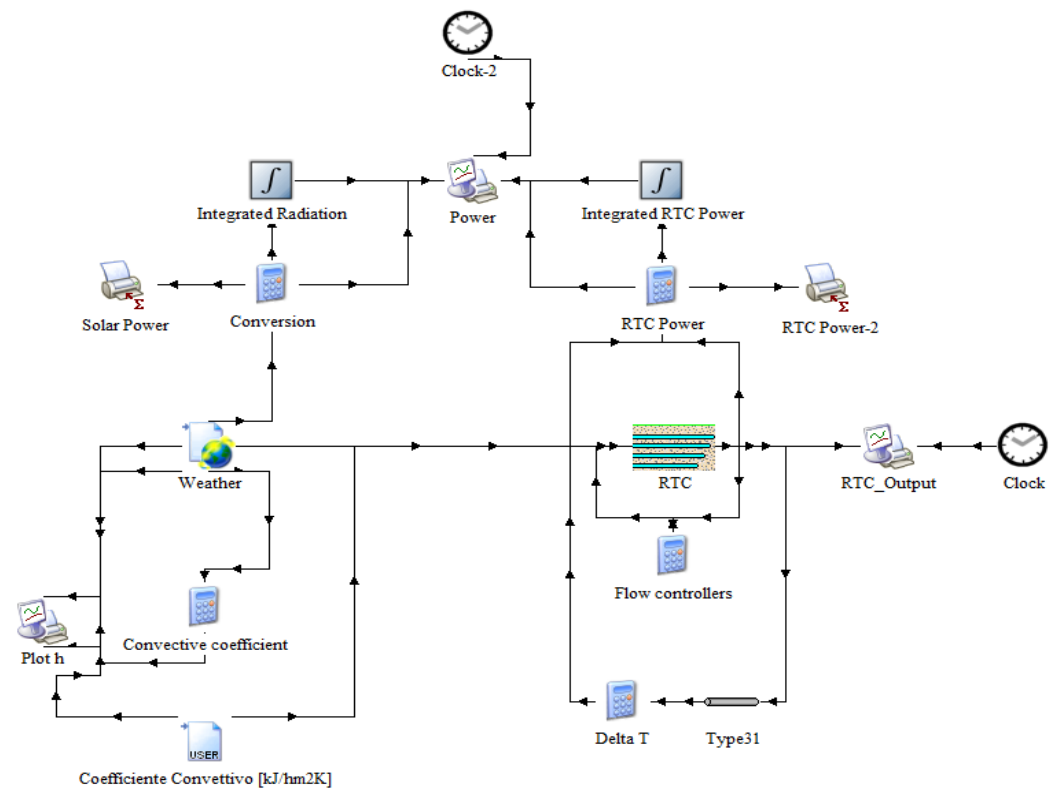 Clock-2
Integrated Radiation
Power
Integrated RTC Power
Solar Power
Conversion
RTC Power
RTC Power-2
Weather
RTC
RTC_Output
Clock
Flow controllers
Convective coefficient
Plot h
Delta T
Type31
USER
Coefficiente Convettivo [kJ/hm2K]